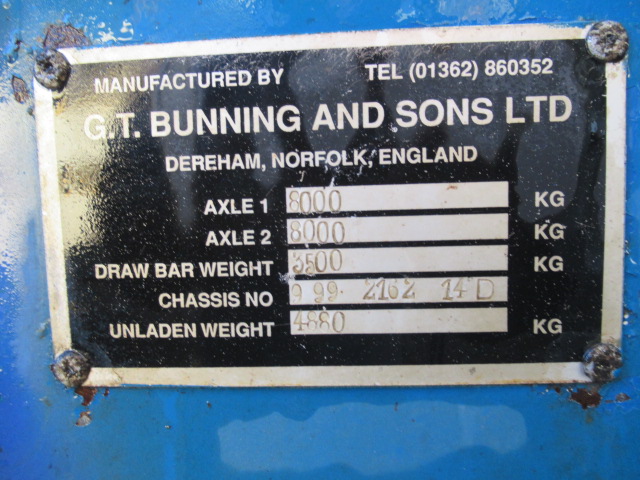 MANUFACTURED BY TEL (01362) 860352
G.T. BUNNING AND SONS LTD
DEREHAM, NORFOLK, ENGLAND
AXLE 1 8000 KG
AXLE 2 8000 KG
DRAW BAR WEIGHT 3500 KG
CHASSIS NO 9 99· 2162 14 D
UNLADEN WEIGHT 4880 KG